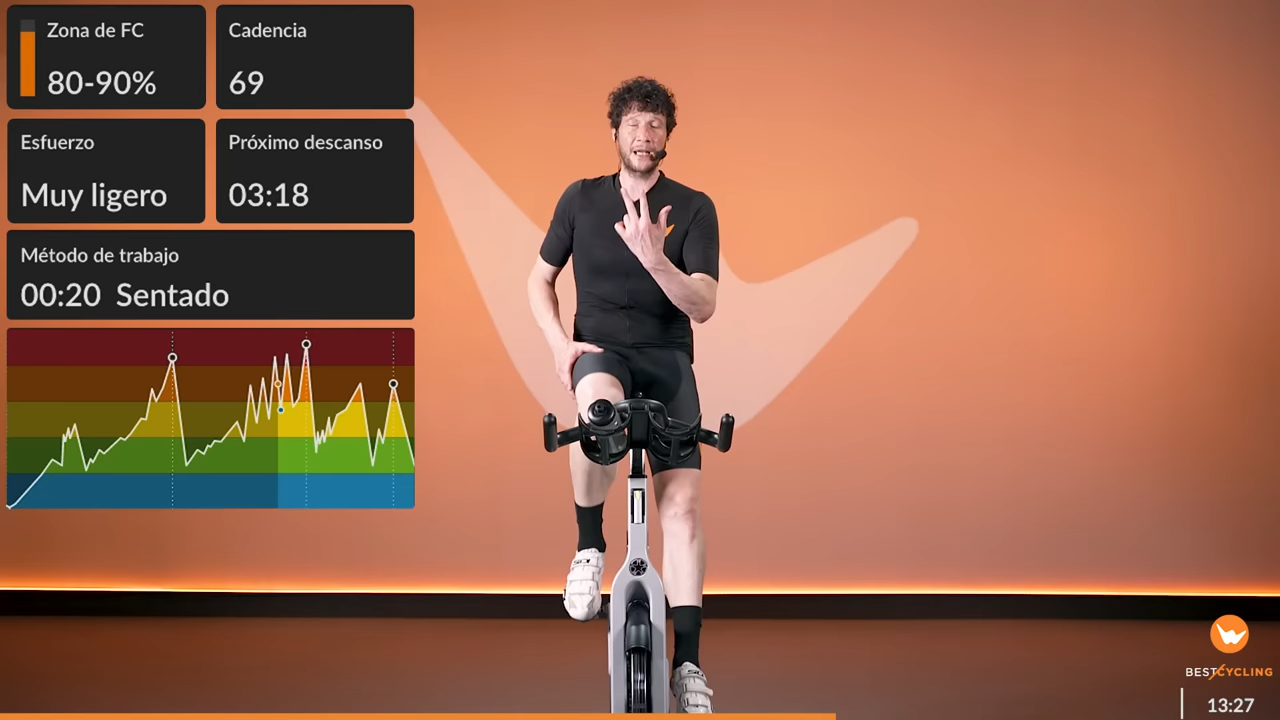 Zona de FC
80-90%
Cadencia
69
Esfuerzo
Muy ligero
Próximo descanso
03:18
Método de trabajo
00:20 Sentado
BESTCYCLING
13:27